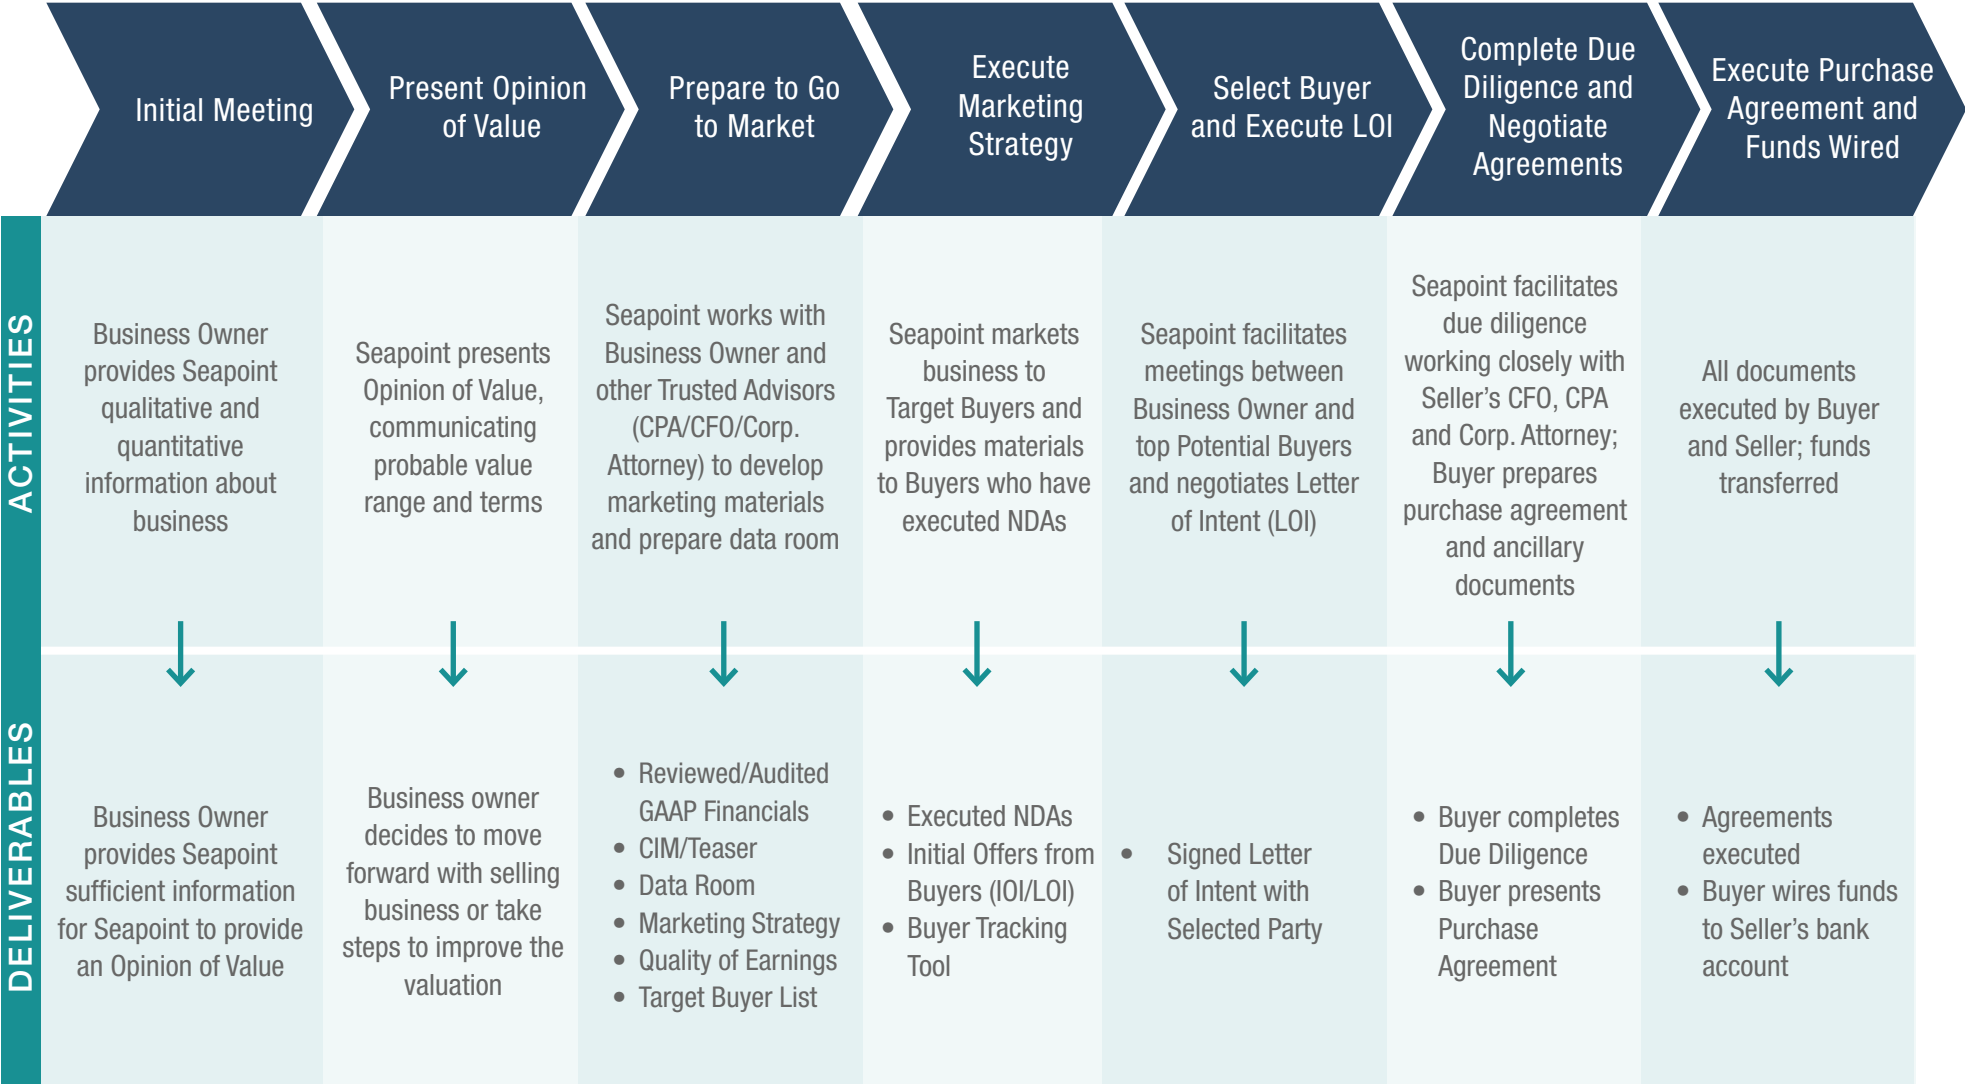 Initial Meeting
Present Opinion
of Value
Prepare to Go
to Market
Execute
Marketing
Strategy
Select Buyer
and Execute LOI
Complete Due
Diligence and
Negotiate
Agreements
Execute Purchase
Agreement and
Funds Wired
ACTIVITIES
Business Owner
provides Seapoint
qualitative and
quantitative
information about
business
Seapoint presents
Opinion of Value,
communicating
probable value
range and terms
Seapoint works with
Business Owner and
other Trusted Advisors
(CPA/CFO/Corp.
Attorney) to develop
marketing materials
and prepare data room
Seapoint markets
business to
Target Buyers and
provides materials
to Buyers who have
executed NDAs
Seapoint facilitates
meetings between
Business Owner and
top Potential Buyers
and negotiates Letter
of Intent (LOI)
Seapoint facilitates
due diligence
working closely with
Seller’s CFO, CPA
and Corp. Attorney;
Buyer prepares
purchase agreement
and ancillary
documents
All documents
executed by Buyer
and Seller; funds
transferred
DELIVERABLES
Business Owner
provides Seapoint
sufficient information
for Seapoint to provide
an Opinion of Value
Business owner
decides to move
forward with selling
business or take
steps to improve the
valuation
• Reviewed/Audited
GAAP Financials
• CIM/Teaser
• Data Room
• Marketing Strategy
• Quality of Earnings
• Target Buyer List
• Executed NDAs
• Initial Offers from
Buyers (IOI/LOI)
• Buyer Tracking
Tool
• Signed Letter
of Intent with
Selected Party
• Buyer completes
Due Diligence
• Buyer presents
Purchase
Agreement
• Agreements
executed
• Buyer wires funds
to Seller’s bank
account